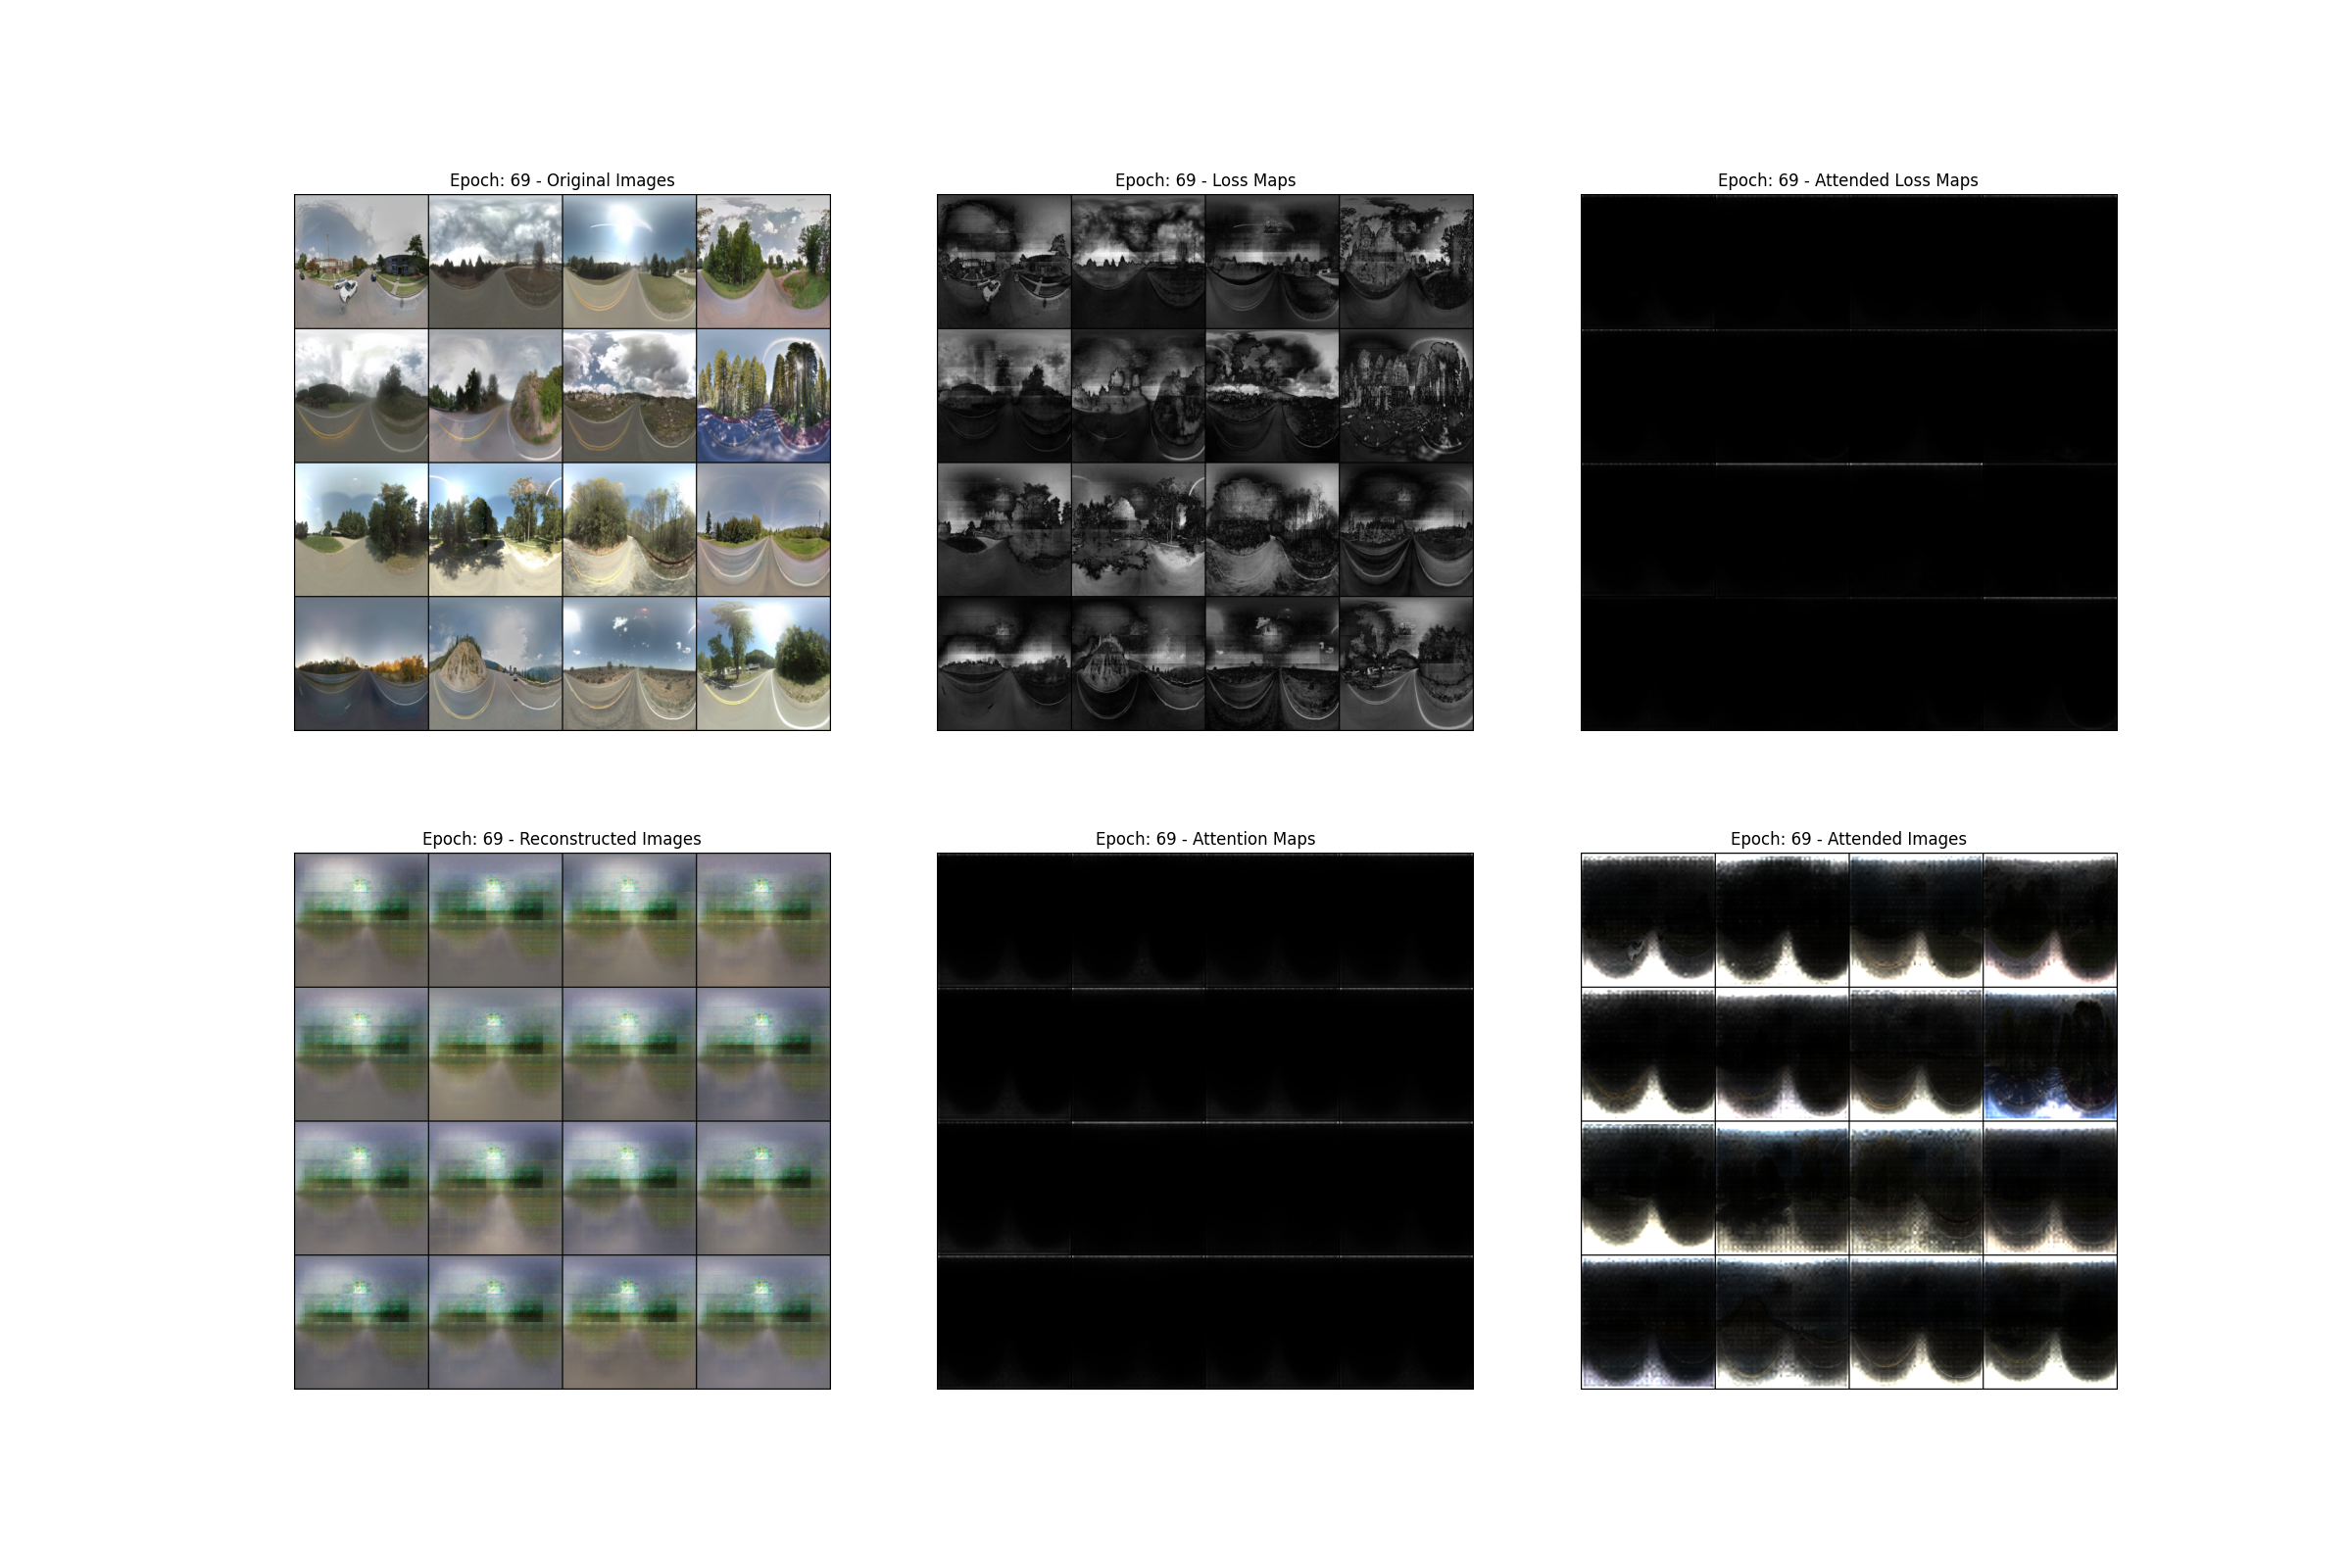 Epoch: 69 - Original Images
Epoch: 69 - Loss Maps
Epoch: 69 - Attended Loss Maps
Epoch: 69 - Reconstructed Images
Epoch: 69 - Attention Maps
Epoch: 69 - Attended Images